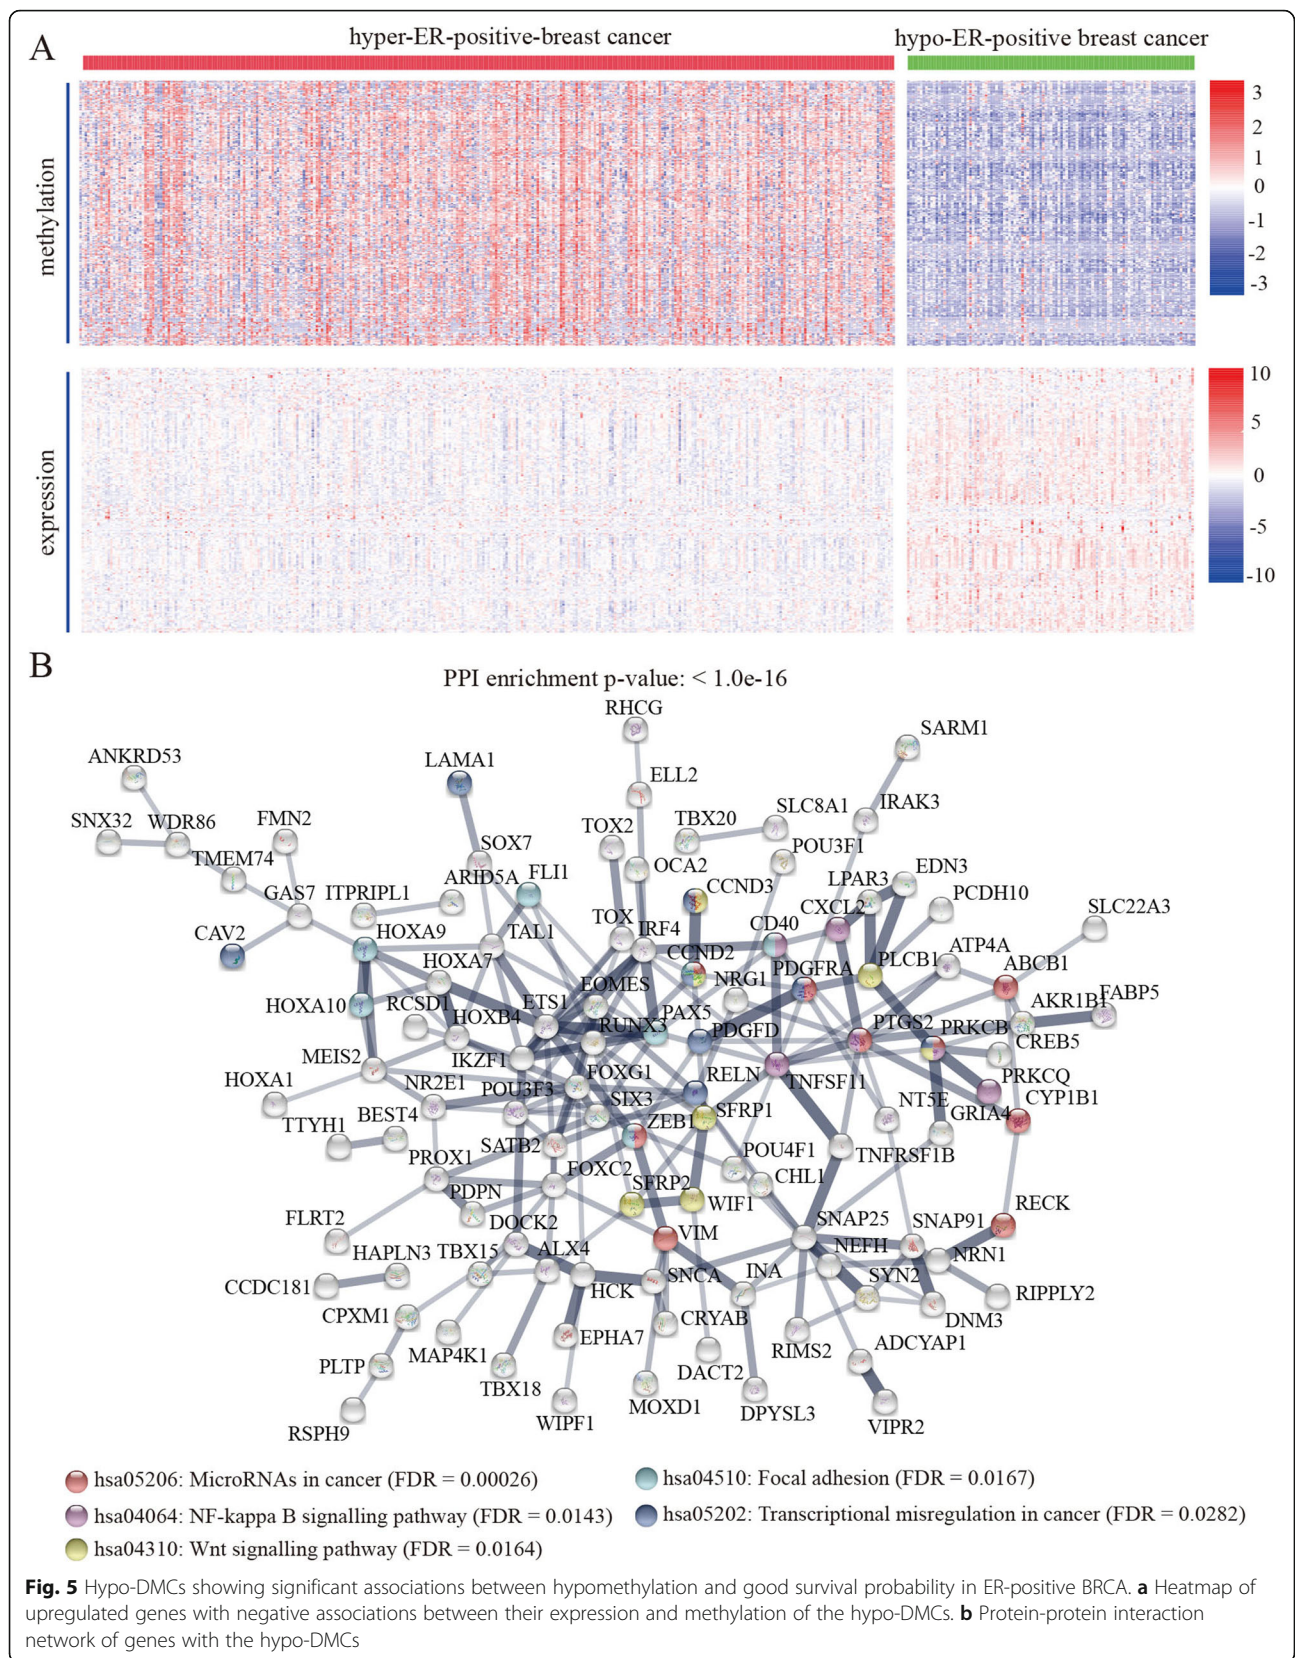 A
hyper-ER-positive-breast cancer
hypo-ER-positive breast cancer
methylation
3
2
1
0
-1
-2
-3
expression
10
5
0
-5
-10
B
PPI enrichment p-value: < 1.0e-16
RHCG
SARM1
ANKRD53
LAMA1
ELL2
SLC8A1
IRAK3
SNX32
WDR86
FMN2
TOX2
TBX20
TMEM74
SOX7
OCA2
POU3F1
GAS7
ITPRIPL1
ARID5A
FLI1
CCND3
LPAR3
EDN3
PCDH10
CXCL2
SLC22A3
CAV2
HOXA9
TAL1
TOX
IRF4
CD40
ATP4A
HOXA7
CCND2
NRG1
PDGFRA
PLCB1
ABCB1
HOXA10
RCSD1
ETS1
EOMES
AKR1B1
FABP5
HOXB4
RUNX3
PAX5
PDGFD
PTGS2
PRKCB
CREB5
MEIS2
IKZF1
FOXG1
RELN
TNFSF11
PRKCQ
HOXA1
NR2E1
POU3F3
SIX3
SFRP1
NT5E
GRIA4
CYP1B1
TTYH1
BEST4
ZEB1
SATB2
POU4F1
TNFRSF1B
PROX1
FOXC2
CHL1
PDPN
SFRP2
WIF1
RECK
FLRT2
DOCK2
VIM
SNAP25
SNAP91
HAPLN3
TBX15
ALX4
NEFH
NRN1
CCDC181
HCK
SNCA
INA
SYN2
RIPPLY2
CPXM1
CRYAB
DNM3
MAP4K1
EPHA7
RIMS2
ADCYAP1
PLTP
DACT2
TBX18
MOXD1
DPYSL3
WIPF1
VIPR2
RSPH9
hsa05206: MicroRNAs in cancer (FDR = 0.00026)
hsa04510: Focal adhesion (FDR = 0.0167)
hsa04064: NF-kappa B signalling pathway (FDR = 0.0143)
hsa05202: Transcriptional misregulation in cancer (FDR = 0.0282)
hsa04310: Wnt signalling pathway (FDR = 0.0164)
Fig. 5 Hypo-DMCs showing significant associations between hypomethylation and good survival probability in ER-positive BRCA. a Heatmap of
upregulated genes with negative associations between their expression and methylation of the hypo-DMCs. b Protein-protein interaction
network of genes with the hypo-DMCs